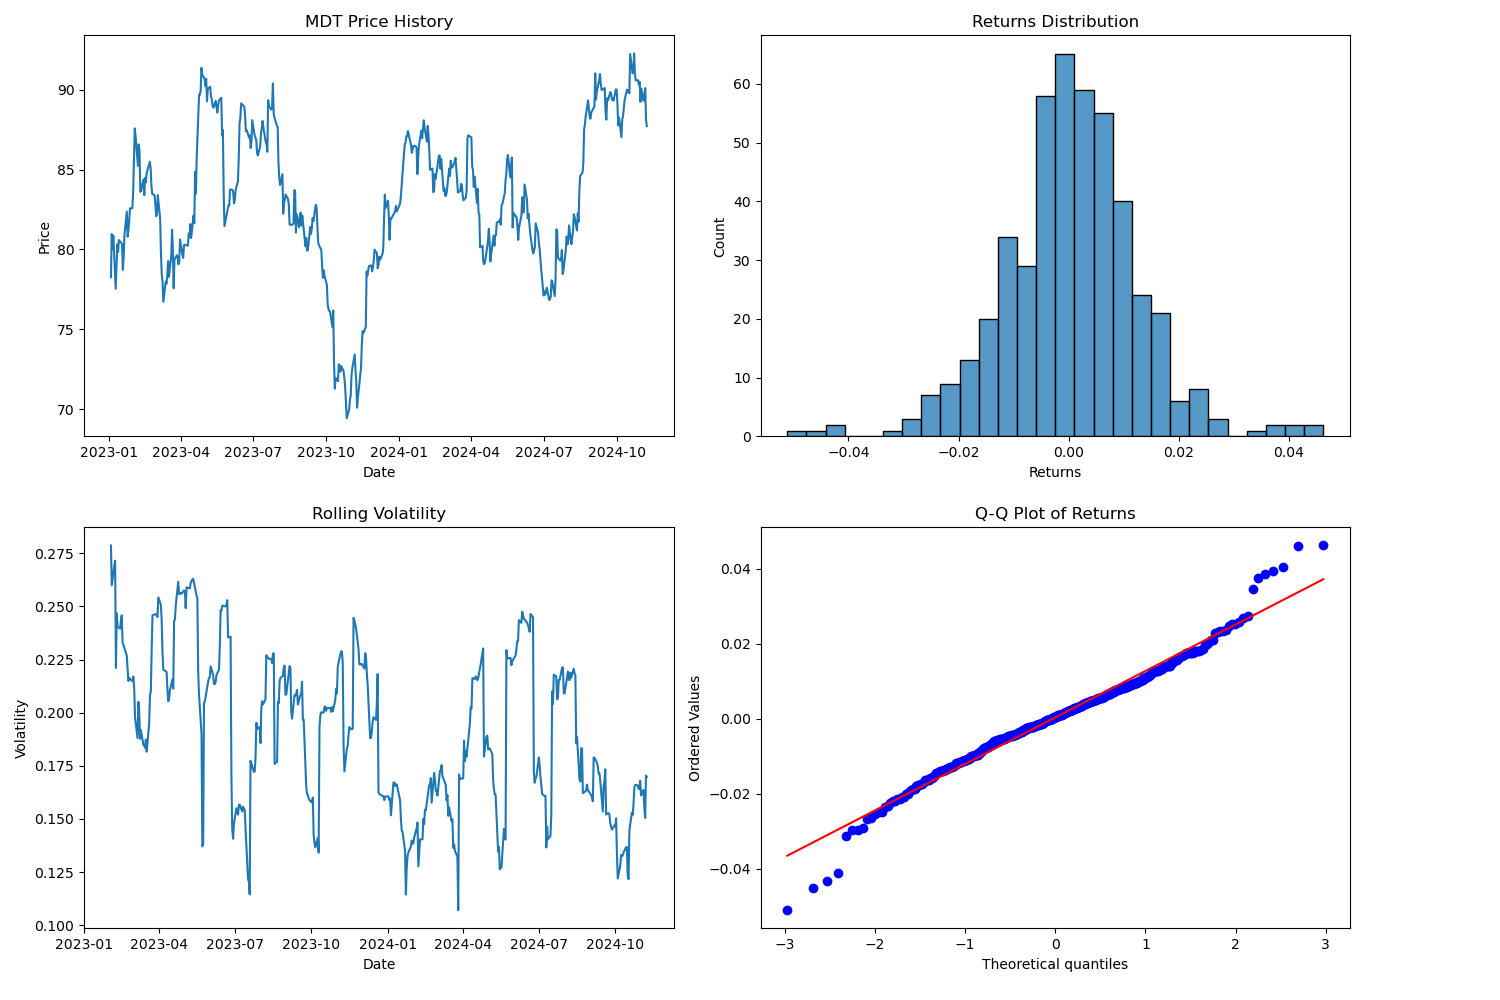 MDT Price History
Price
90
85
80
75
70
2023-01 2023-04 2023-07 2023-10 2024-01 2024-04 2024-07 2024-10
Date
Returns Distribution
Count
60
50
40
30
20
10
0
−0.04 −0.02 0.00 0.02 0.04
Returns
Rolling Volatility
Volatility
0.275
0.250
0.225
0.200
0.175
0.150
0.125
0.100
2023-01 2023-04 2023-07 2023-10 2024-01 2024-04 2024-07 2024-10
Date
Q-Q Plot of Returns
Ordered Values
0.04
0.02
0.00
−0.02
−0.04
−3 −2 −1 0 1 2 3
Theoretical quantiles